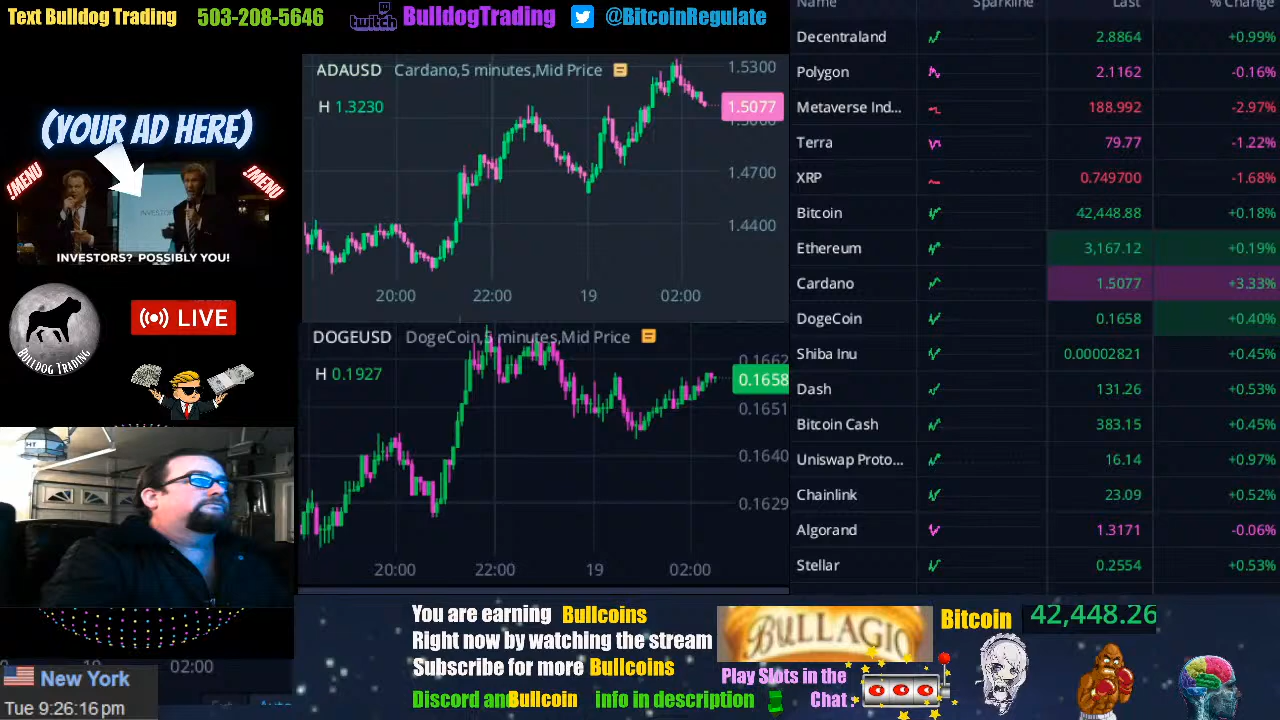 Text Bulldog Trading 503-208-5646 twitch BulldogTrading @BitcoinRegulate
(YOUR AD HERE)
!MENU
!MENU
INVESTORS? POSSIBLY YOU!
BULLDOG TRADING
LIVE
HT
ADAUSD Cardano,5 minutes,Mid Price
H 1.3230
1.5300
1.5077
1.5000
1.4700
1.4400
20:00 22:00 19 02:00
DOGEUSD DogeCoin,5 minutes,Mid Price
H 0.1927
0.1662
0.1658
0.1651
0.1640
0.1629
20:00 22:00 19 02:00
Name Sparkline Last % Change
Decentraland 2.8864 +0.99%
Polygon 2.1162 -0.16%
Metaverse Ind... 188.992 -2.97%
Terra 79.77 -1.22%
XRP 0.749700 -1.68%
Bitcoin 42,448.88 +0.18%
Ethereum 3,167.12 +0.19%
Cardano 1.5077 +3.33%
DogeCoin 0.1658 +0.40%
Shiba Inu 0.00002821 +0.45%
Dash 131.26 +0.53%
Bitcoin Cash 383.15 +0.45%
Uniswap Proto... 16.14 +0.97%
Chainlink 23.09 +0.52%
Algorand 1.3171 -0.06%
Stellar 0.2554 +0.53%
You are earning Bullcoins
Right now by watching the stream
Subscribe for more Bullcoins
Discord and Bullcoin info in description
BULLAGIO
Play Slots in the
Chat
Bitcoin 42,448.26
19 02:00
New York
Tue 9:26:16 pm